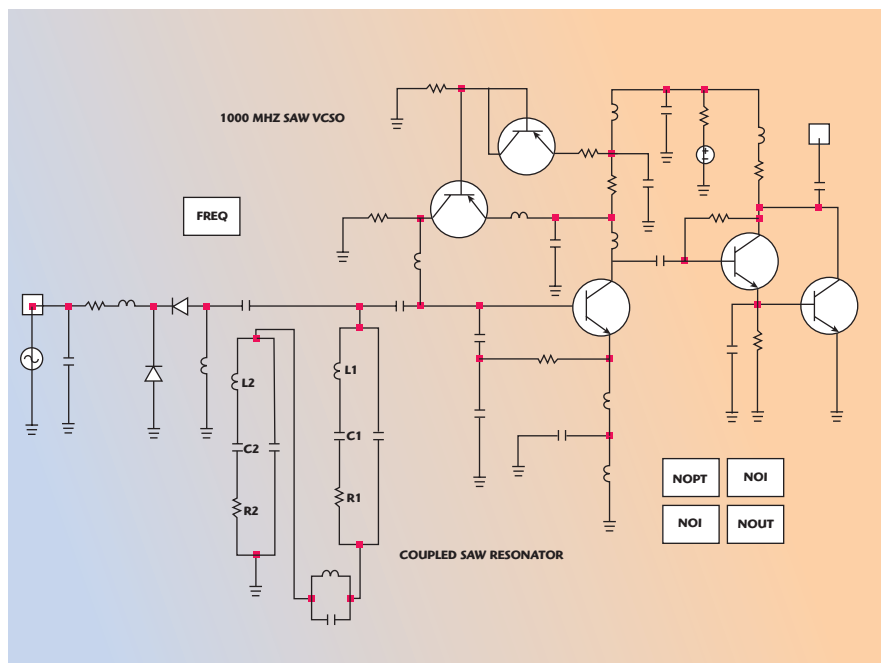 1000 MHZ SAW VCSO
FREQ
L2
L1
C2
C1
R2
R1
NOPT
NOI
NOI
NOUT
COUPLED SAW RESONATOR